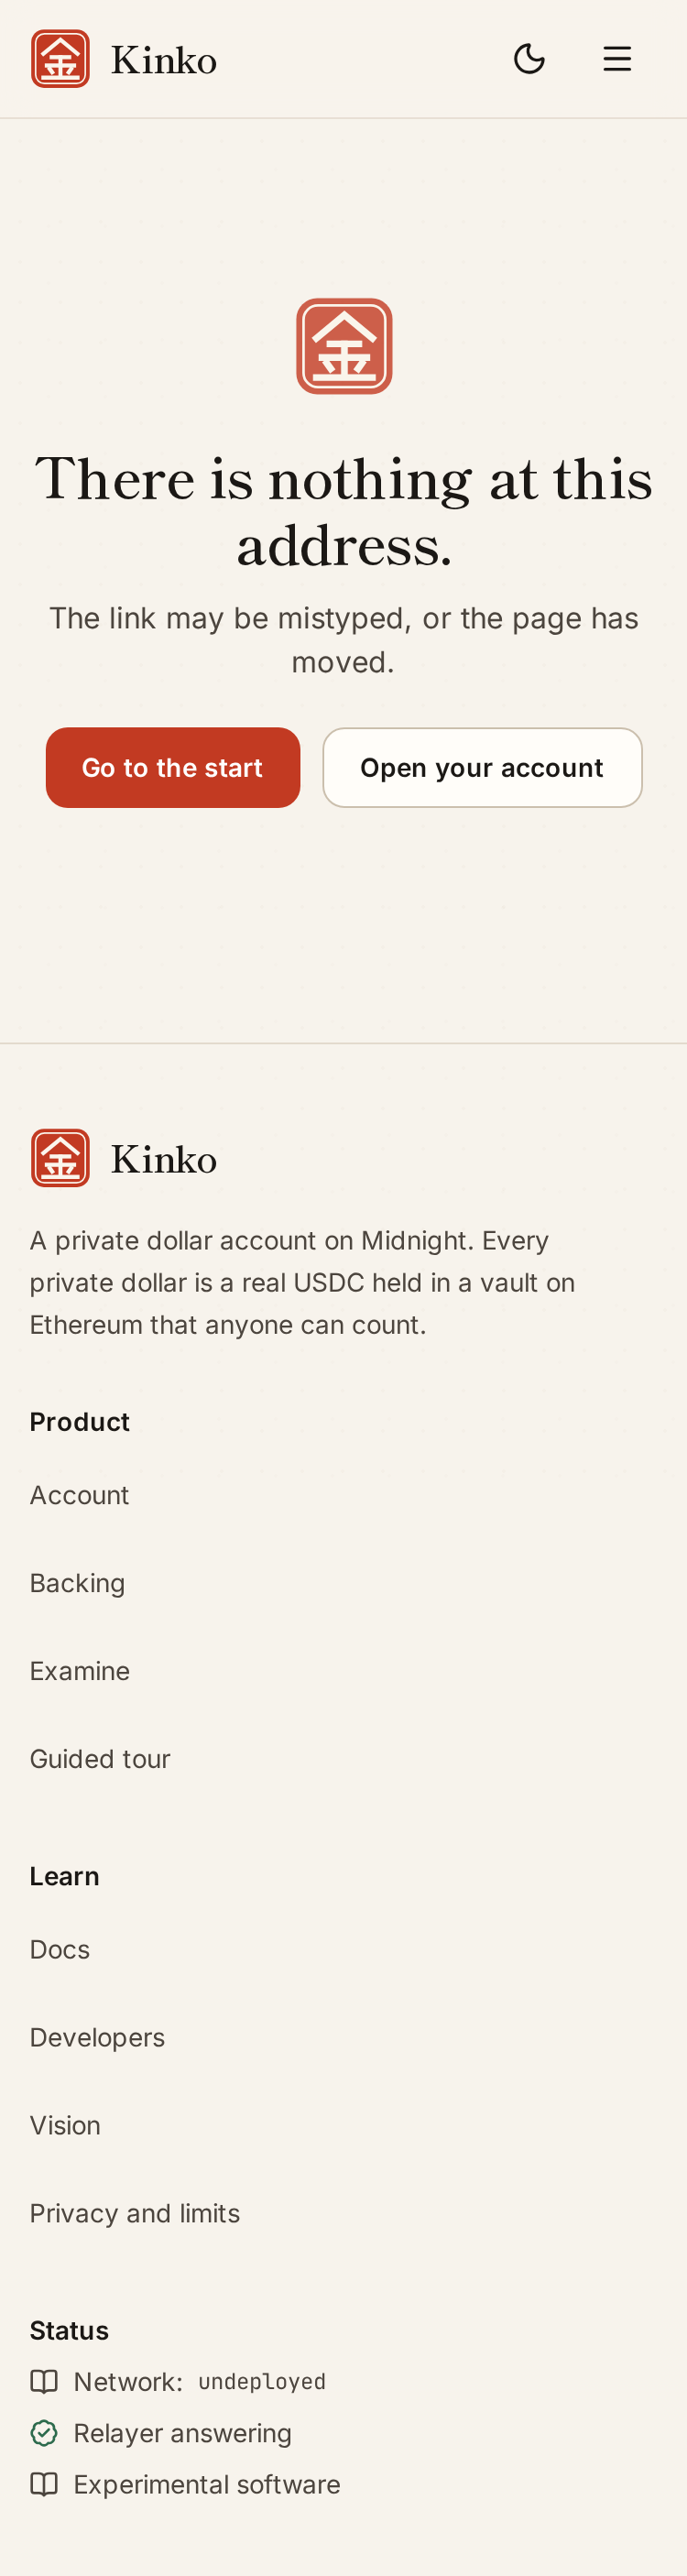 金 Kinko
金
There is nothing at this
address.
The link may be mistyped, or the page has
moved.
Go to the start
Open your account
金 Kinko
A private dollar account on Midnight. Every
private dollar is a real USDC held in a vault on
Ethereum that anyone can count.
Product
Account
Backing
Examine
Guided tour
Learn
Docs
Developers
Vision
Privacy and limits
Status
Network: undeployed
Relayer answering
Experimental software